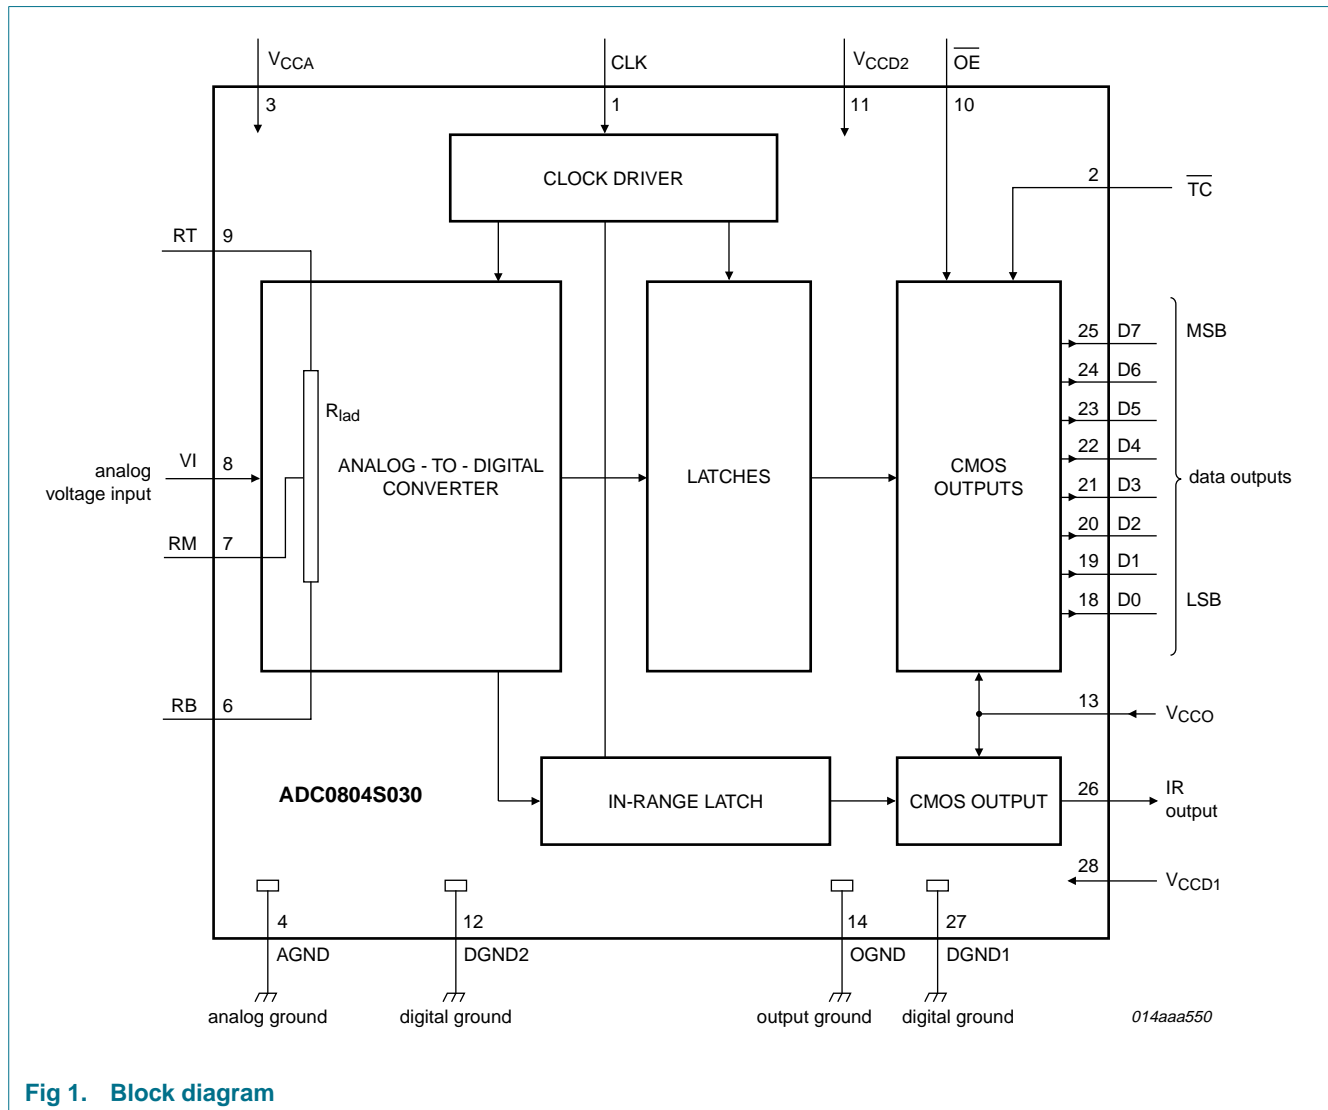 VCCA
CLK
VCCD2
OE
3
1
11
10
CLOCK DRIVER
2
TC
RT
9
25
D7
MSB
24
D6
Rlad
23
D5
22
D4
VI
8
analog
voltage input
ANALOG - TO - DIGITAL
CONVERTER
LATCHES
CMOS
OUTPUTS
21
D3
data outputs
20
D2
RM
7
19
D1
18
D0
LSB
RB
6
13
VCCO
ADC0804S030
IN-RANGE LATCH
CMOS OUTPUT
26
IR
output
28
VCCD1
4
12
14
27
AGND
DGND2
OGND
DGND1
analog ground
digital ground
output ground
digital ground
014aaa550
Fig 1. Block diagram